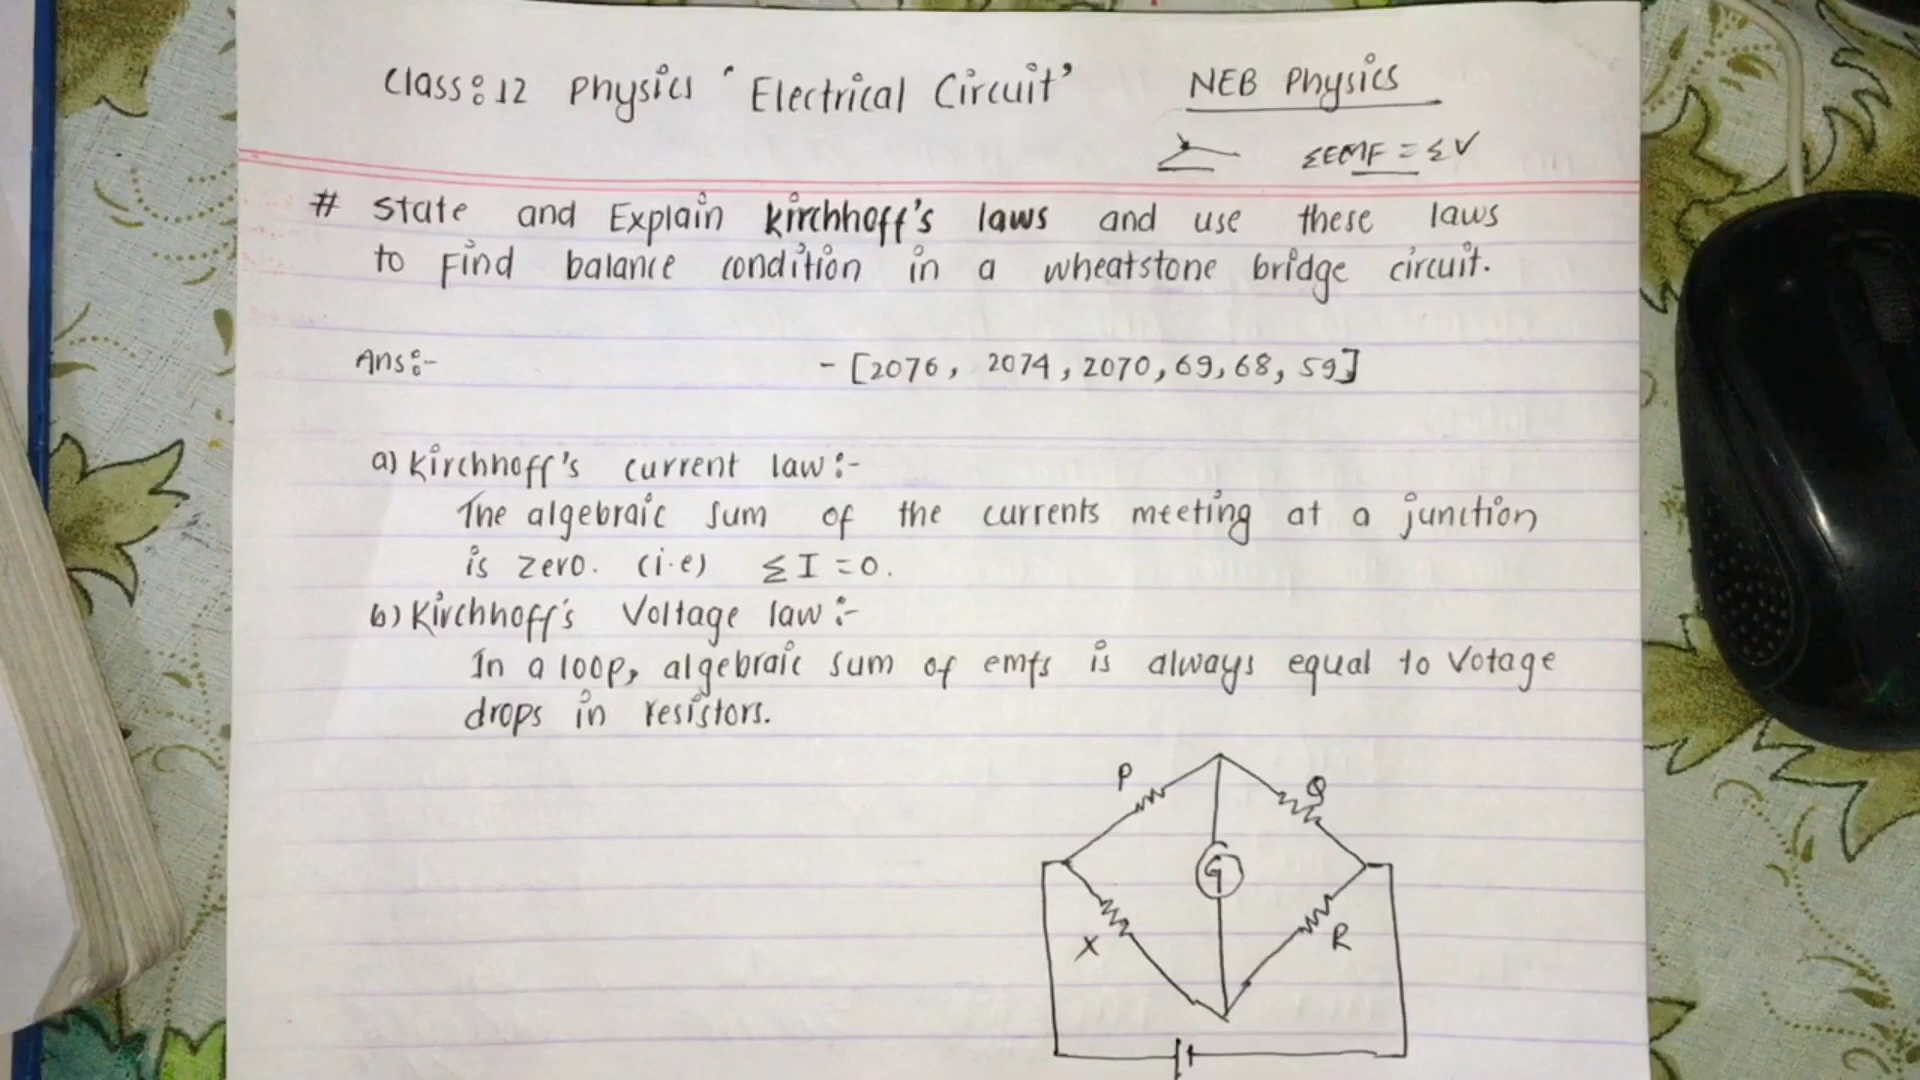 Class: 12 Physics ' Electrical Circuit' NEB Physics
ΣEMF = ΣV
# State and Explain Kirchhoff's laws and use these laws
to Find balance condition in a wheatstone bridge circuit.
Ans:- - [2076, 2074, 2070, 69, 68, 59]
a) Kirchhoff's current law:-
The algebraic sum of the currents meeting at a junction
is zero. (i.e) ΣI = 0.
b) Kirchhoff's Voltage law:-
In a loop, algebraic sum of emfs is always equal to Votage
drops in resistors.
P Q
G
X R